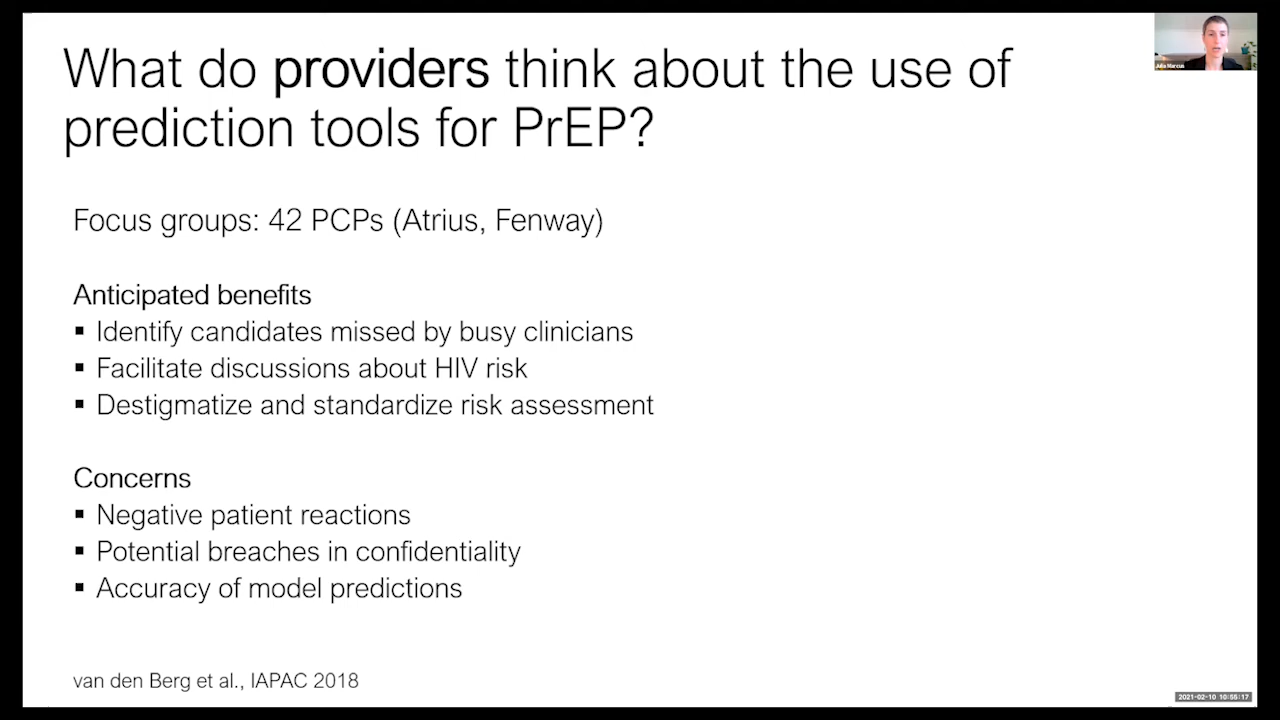 What do providers think about the use of
prediction tools for PrEP?
Julia Marcus
Focus groups: 42 PCPs (Atrius, Fenway)
Anticipated benefits
▪ Identify candidates missed by busy clinicians
▪ Facilitate discussions about HIV risk
▪ Destigmatize and standardize risk assessment
Concerns
▪ Negative patient reactions
▪ Potential breaches in confidentiality
▪ Accuracy of model predictions
van den Berg et al., IAPAC 2018
2021-02-10 10:55:17